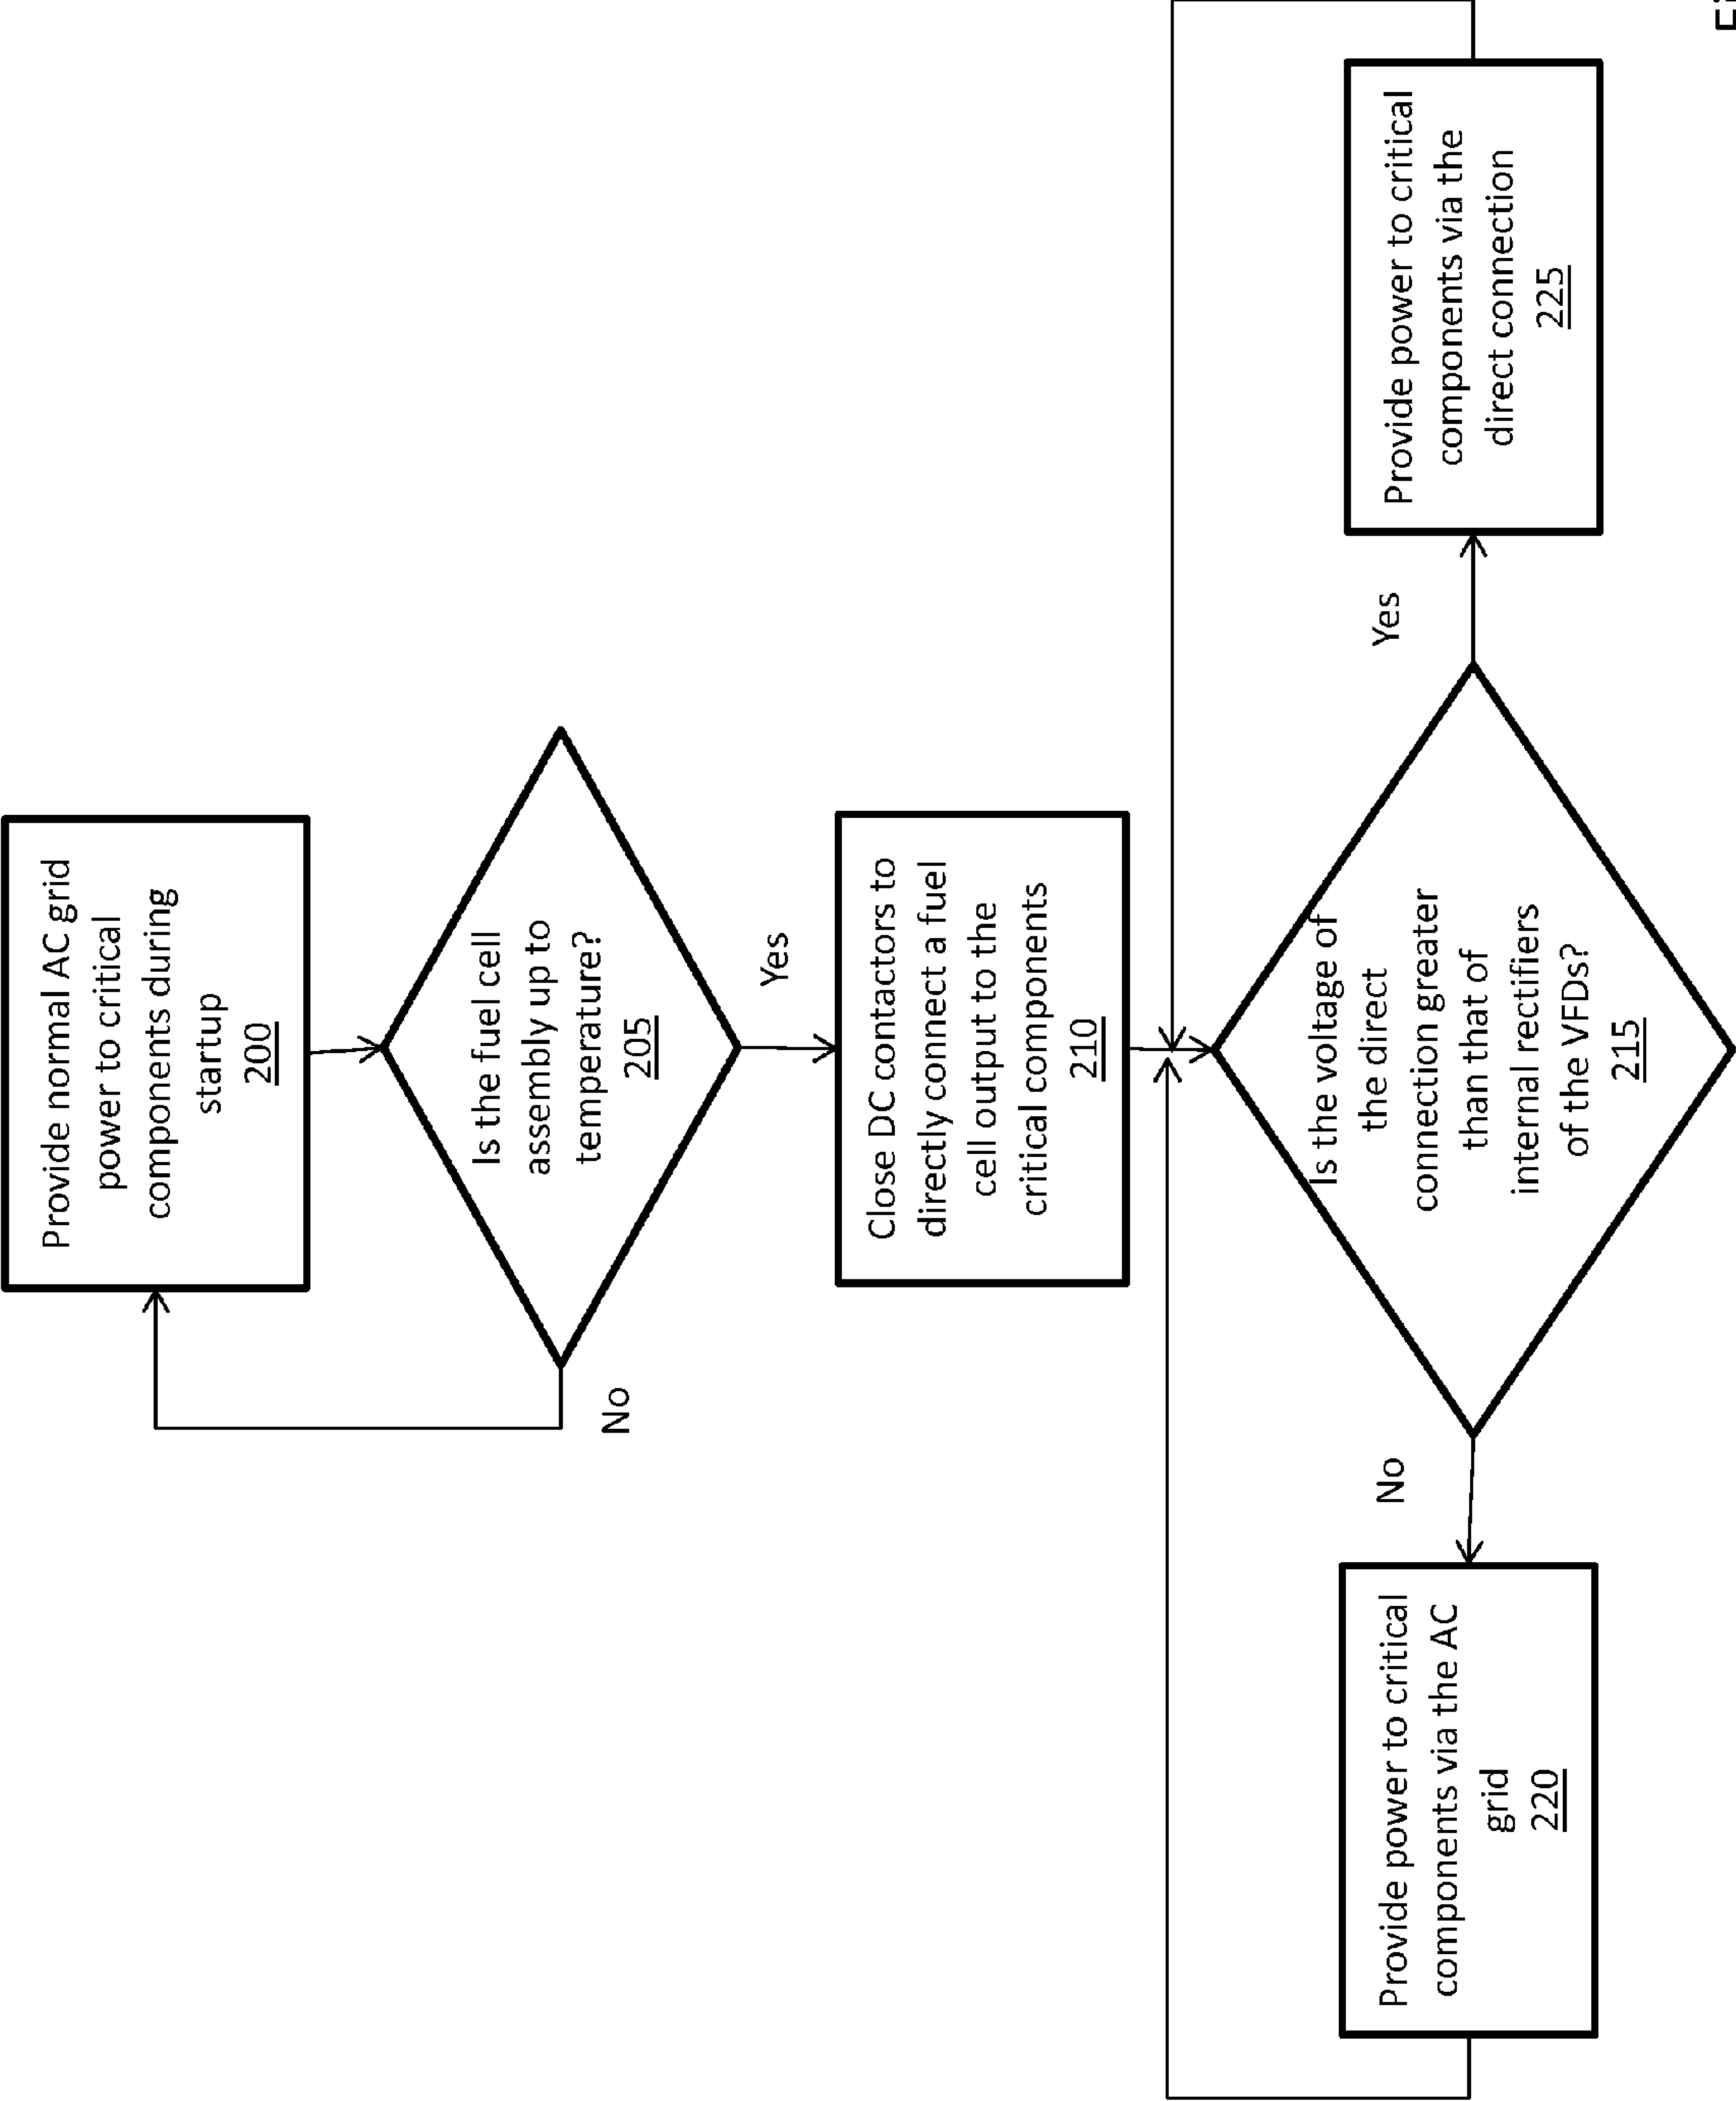 Provide normal AC grid
power to critical
components during
startup
200
Is the fuel cell
assembly up to
temperature?
205
No
Yes
Close DC contactors to
directly connect a fuel
cell output to the
critical components
210
Is the voltage of
the direct
connection greater
than that of
internal rectifiers
of the VFDs?
215
No
Yes
Provide power to critical
components via the AC
grid
220
Provide power to critical
components via the
direct connection
225